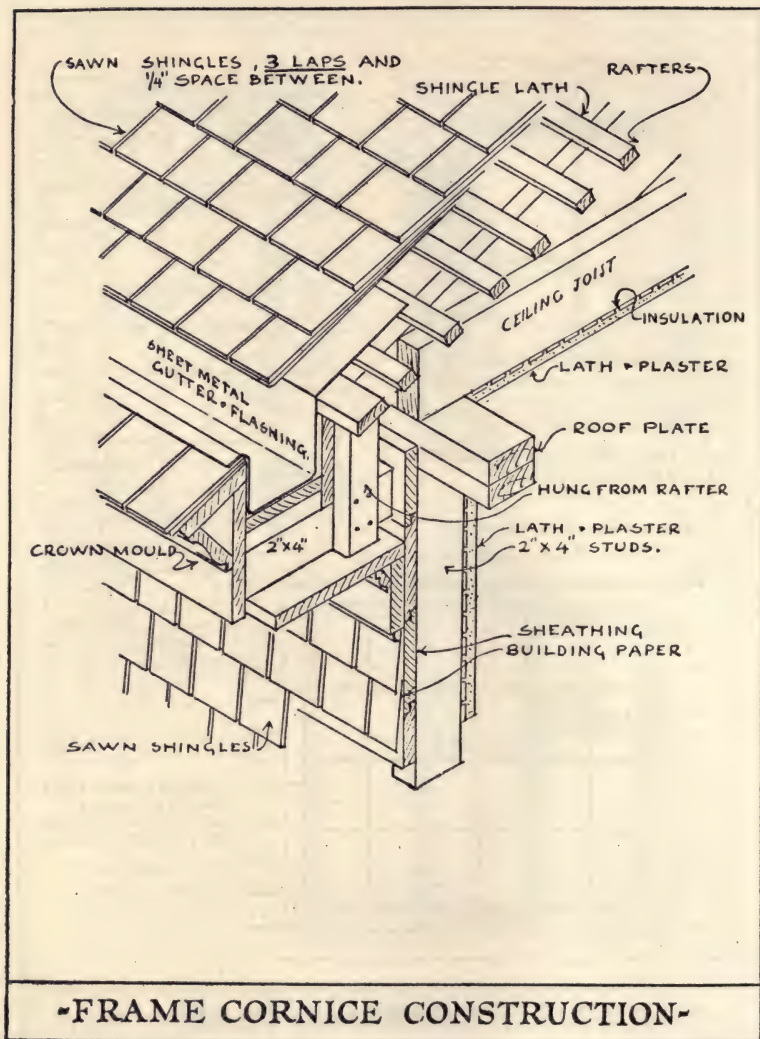 SAWN SHINGLES, 3 LAPS AND
1/4" SPACE BETWEEN.
SHINGLE LATH
RAFTERS
CEILING JOIST
INSULATION
LATH & PLASTER
SHEET METAL
GUTTER & FLASHING.
ROOF PLATE
HUNG FROM RAFTER
LATH & PLASTER
2"X4" STUDS.
2"X4"
CROWN MOULD
SHEATHING
BUILDING PAPER
SAWN SHINGLES
-FRAME CORNICE CONSTRUCTION-